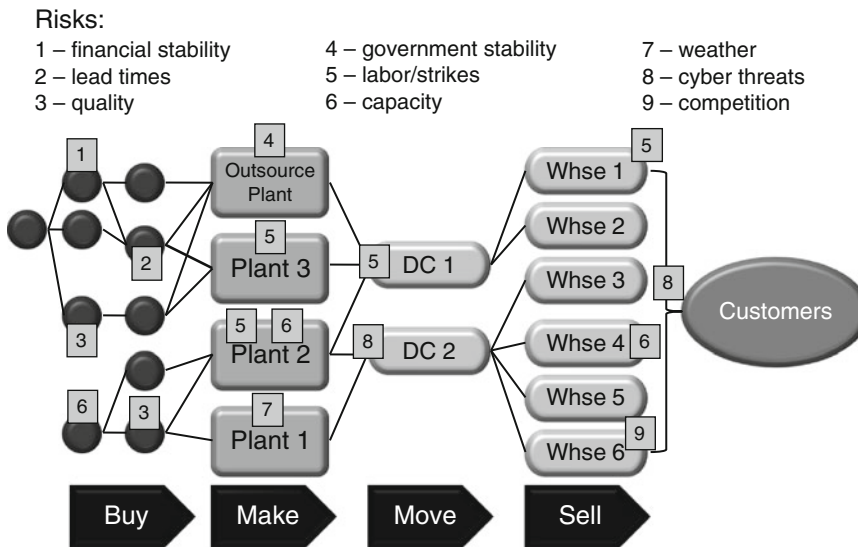 Risks:
1 – financial stability
2 – lead times
3 – quality
4 – government stability
5 – labor/strikes
6 – capacity
7 – weather
8 – cyber threats
9 – competition
1
2
3
6
3
4
Outsource
Plant
5
Plant 3
5 6
Plant 2
7
Plant 1
5
DC 1
8
DC 2
5
Whse 1
Whse 2
Whse 3
Whse 4
6
Whse 5
9
Whse 6
8
Customers
Buy
Make
Move
Sell